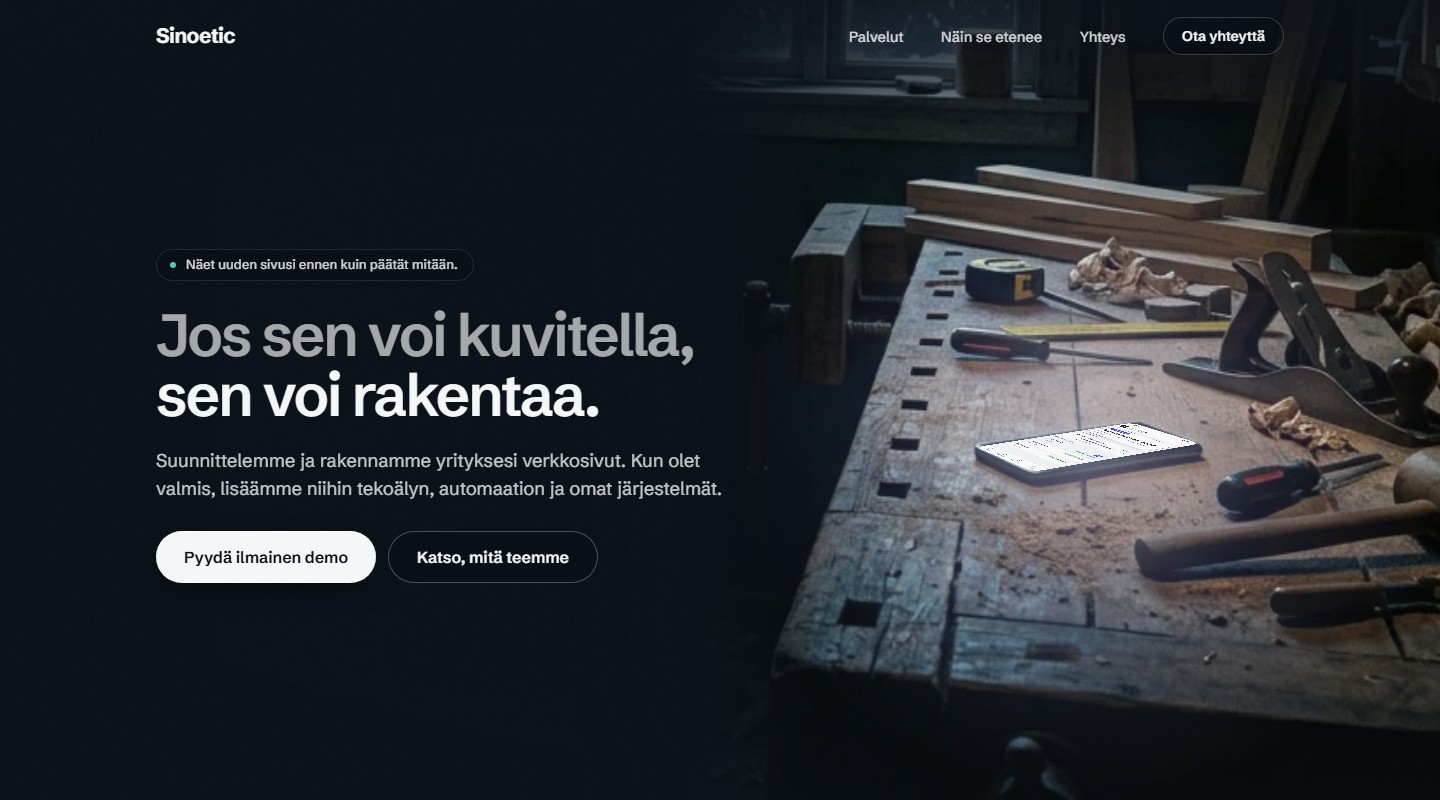 Sinoetic
Palvelut
Näin se etenee
Yhteys
Ota yhteyttä
Näet uuden sivusi ennen kuin päätät mitään.
Jos sen voi kuvitella,
sen voi rakentaa.
Suunnittelemme ja rakennamme yrityksesi verkkosivut. Kun olet
valmis, lisäämme niihin tekoälyn, automaation ja omat järjestelmät.
Pyydä ilmainen demo
Katso, mitä teemme